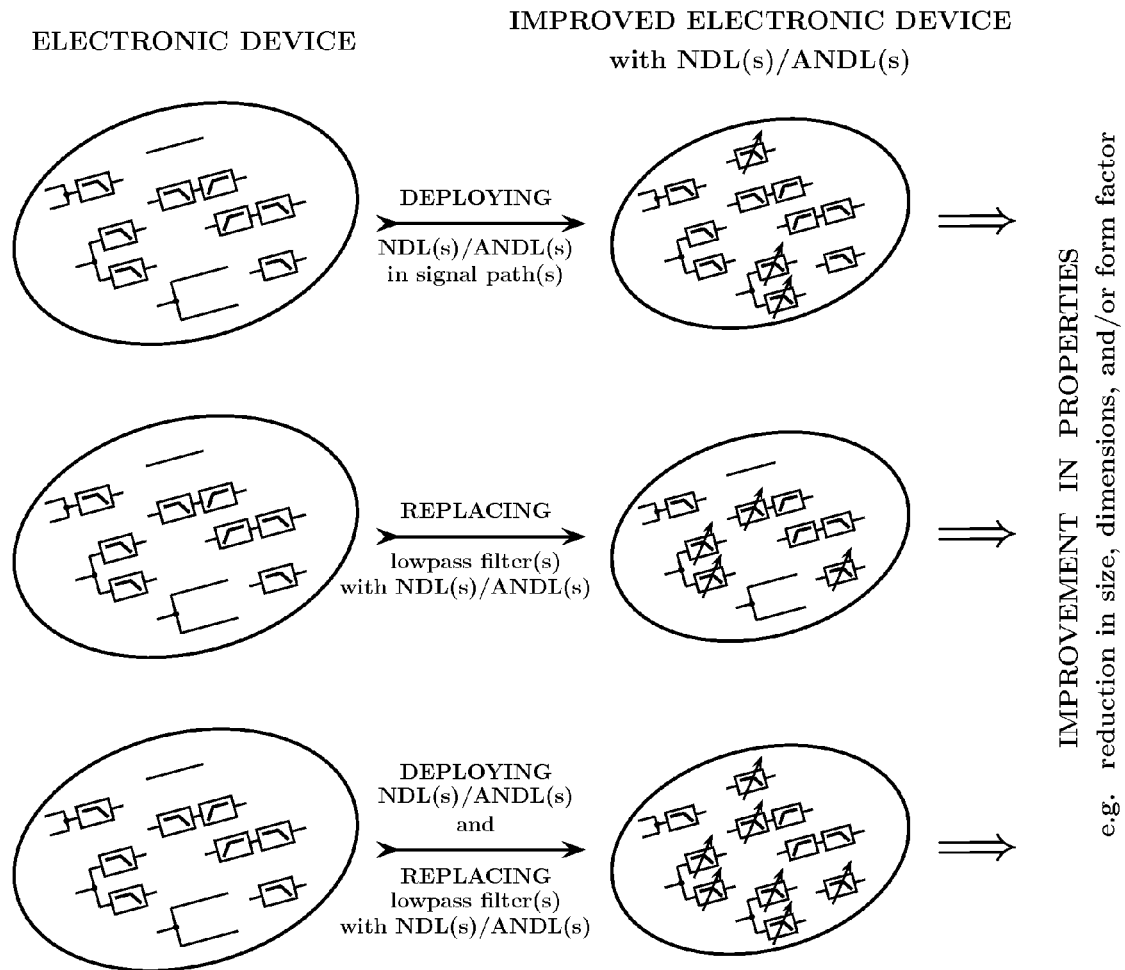 ELECTRONIC DEVICE
IMPROVED ELECTRONIC DEVICE
with NDL(s)/ANDL(s)
DEPLOYING
NDL(s)/ANDL(s)
in signal path(s)
REPLACING
lowpass filter(s)
with NDL(s)/ANDL(s)
DEPLOYING
NDL(s)/ANDL(s)
and
REPLACING
lowpass filter(s)
with NDL(s)/ANDL(s)
IMPROVEMENT IN PROPERTIES
e.g. reduction in size, dimensions, and/or form factor